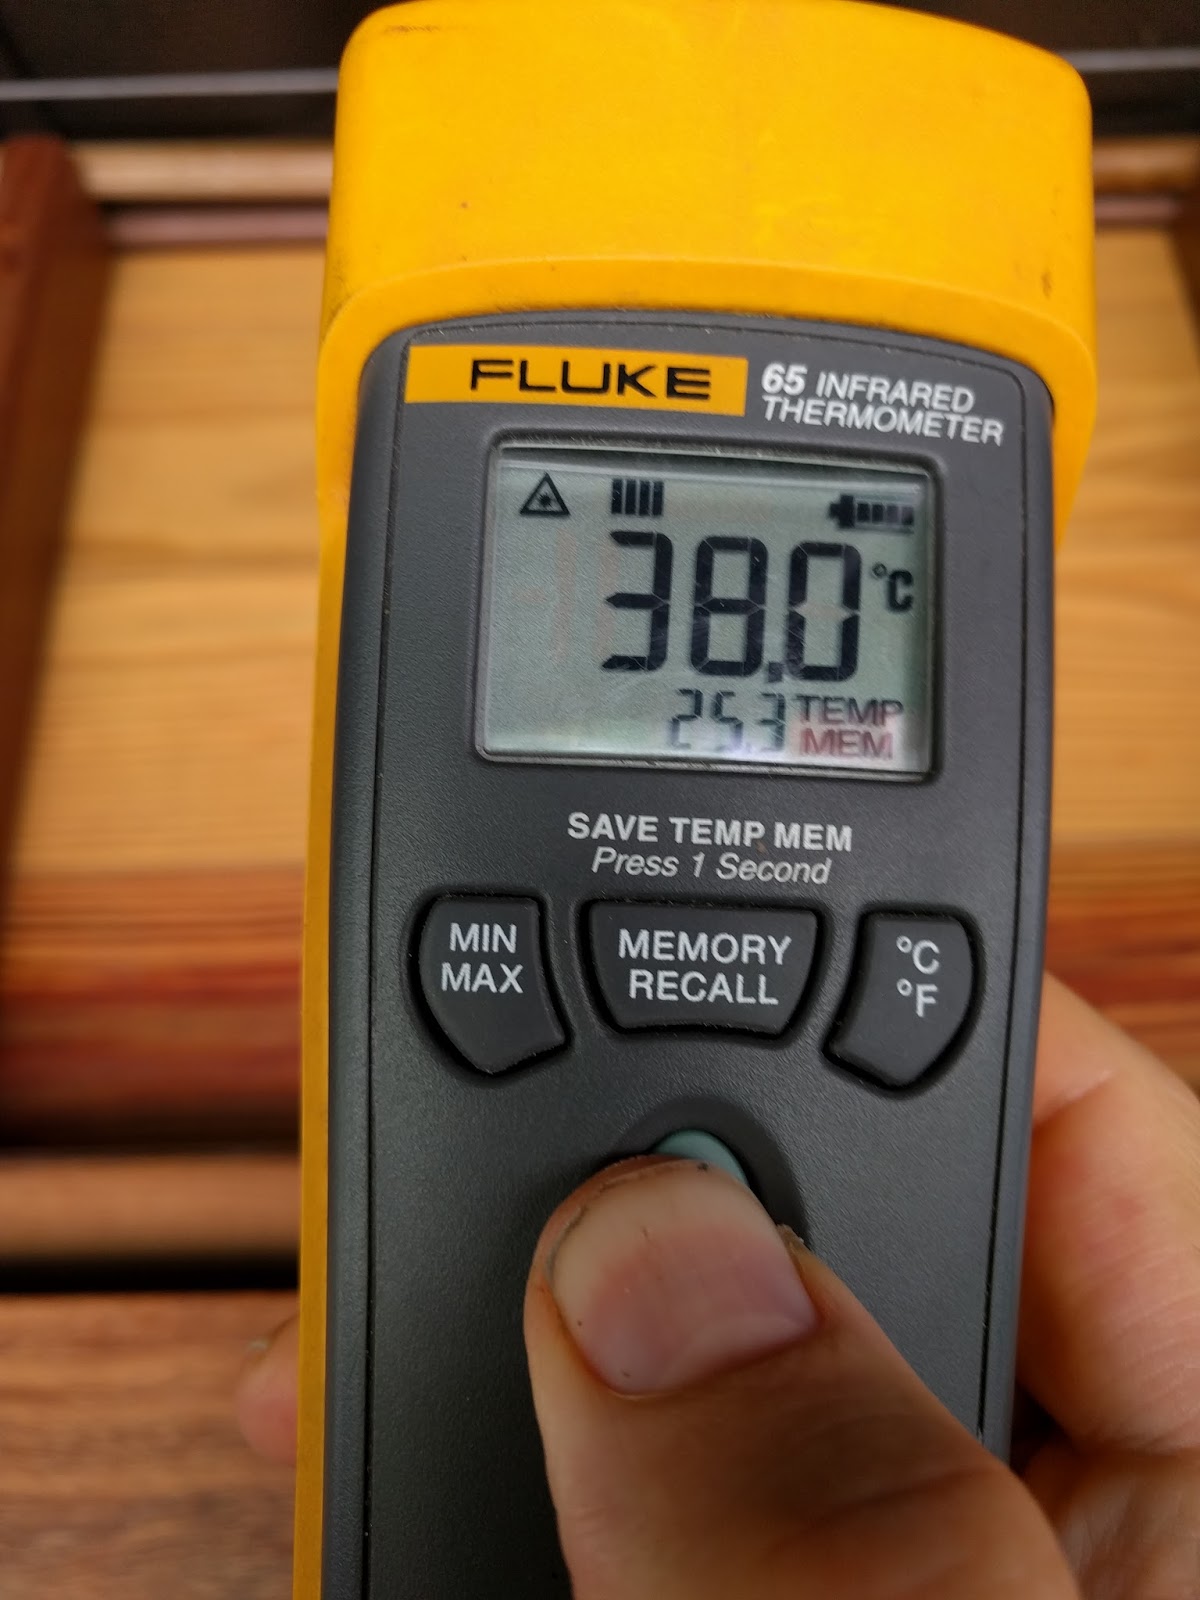 FLUKE
65 INFRARED
THERMOMETER
38.0 °C
25.3 TEMP
MEM
SAVE TEMP MEM
Press 1 Second
MIN
MAX
MEMORY
RECALL
°C
°F